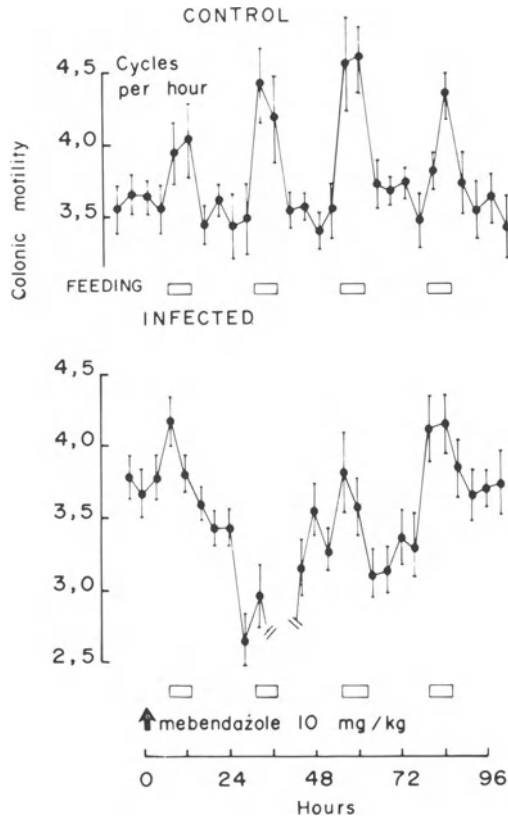 CONTROL
Cycles
per hour
4,5
4,0
3,5
Colonic motility
FEEDING
INFECTED
4,5
4,0
3,5
3,0
2,5
mebendazole 10 mg/kg
0 24 48 72 96
Hours